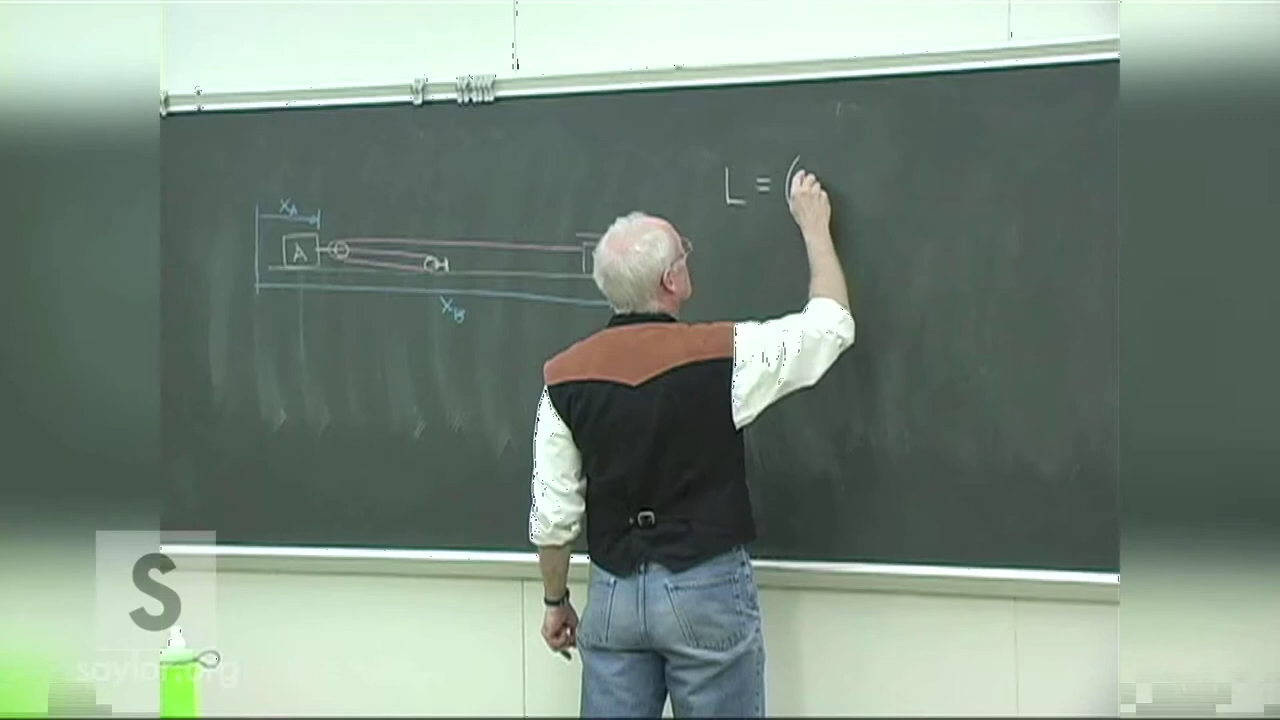 L = (
X_A
A
X_B
S
saylor.org